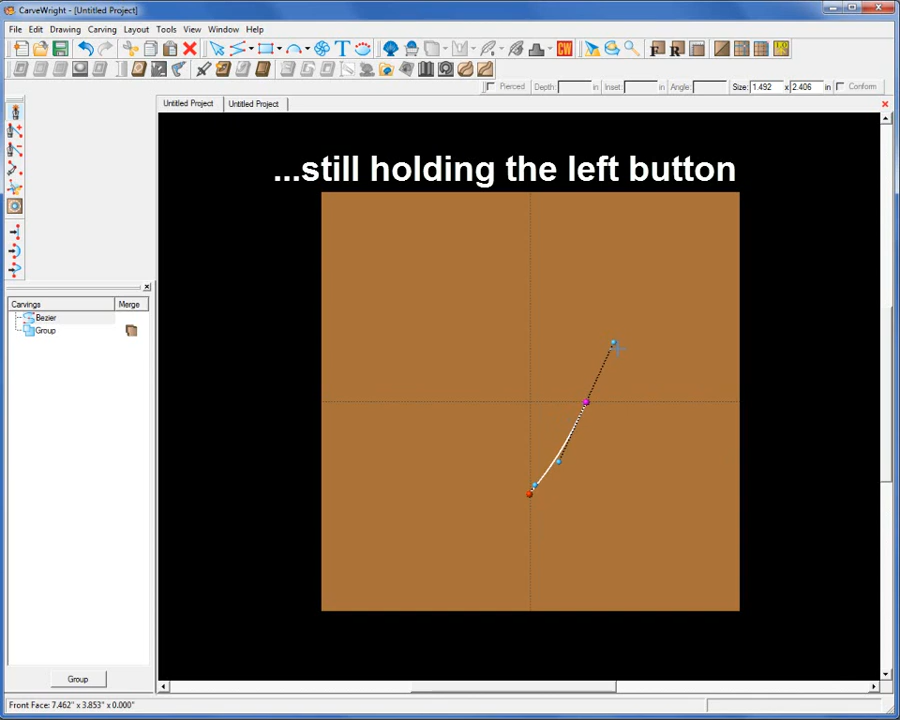 CarveWright - [Untitled Project]
File Edit Drawing Carving Layout Tools View Window Help
T CW F R
Pierced Depth: in Inset: in Angle: Size: 1.492 x 2.406 in Conform
Untitled Project Untitled Project
...still holding the left button
Carvings Merge
Bezier
Group
Group
Front Face: 7.462" x 3.853" x 0.000"